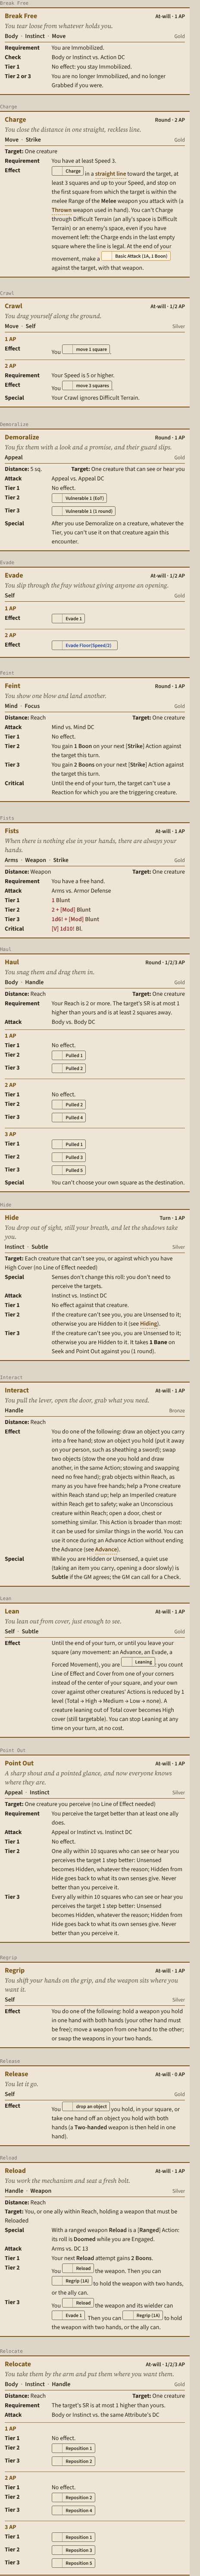 Break Free
Break Free At-will · 1 AP
You tear loose from whatever holds you.
Body · Instinct · Move Gold
Requirement You are Immobilized.
Check Body or Instinct vs. Action DC
Tier 1 No effect: you stay Immobilized.
Tier 2 or 3 You are no longer Immobilized, and no longer
Grabbed if you were.
Charge
Charge Round · 2 AP
You close the distance in one straight, reckless line.
Move · Strike Gold
Target: One creature
Requirement You have at least Speed 3.
Effect Charge in a straight line toward the target, at
least 3 squares and up to your Speed, and stop on
the first square from which the target is within the
melee Range of the Melee weapon you attack with (a
Thrown weapon used in hand). You can't Charge
through Difficult Terrain (an ally's space is Difficult
Terrain) or an enemy's space, even if you have
movement left: the Charge ends in the last empty
square where the line is legal. At the end of your
movement, make a Basic Attack (1A, 1 Boon)
against the target, with that weapon.
Crawl
Crawl At-will · 1/2 AP
You drag yourself along the ground.
Move · Self Silver
1 AP
Effect You move 1 square
2 AP
Requirement Your Speed is 5 or higher.
Effect You move 3 squares
Special Your Crawl ignores Difficult Terrain.
Demoralize
Demoralize Round · 1 AP
You fix them with a look and a promise, and their guard slips.
Appeal Gold
Distance: 5 sq. Target: One creature that can see or hear you
Attack Appeal vs. Appeal DC
Tier 1 No effect.
Tier 2 Vulnerable 1 (EoT)
Tier 3 Vulnerable 1 (1 round)
Special After you use Demoralize on a creature, whatever the
Tier, you can't use it on that creature again this
encounter.
Evade
Evade At-will · 1/2 AP
You slip through the fray without giving anyone an opening.
Self Gold
1 AP
Effect Evade 1
2 AP
Effect Evade Floor(Speed/2)
Feint
Feint Round · 1 AP
You show one blow and land another.
Mind · Focus Gold
Distance: Reach Target: One creature
Attack Mind vs. Mind DC
Tier 1 No effect.
Tier 2 You gain 1 Boon on your next [Strike] Action against
the target this turn.
Tier 3 You gain 2 Boons on your next [Strike] Action against
the target this turn.
Critical Until the end of your turn, the target can't use a
Reaction for which you are the triggering creature.
Fists
Fists At-will · 1 AP
When there is nothing else in your hands, there are always your
hands.
Arms · Weapon · Strike Gold
Distance: Weapon Target: One creature
Requirement You have a free hand.
Attack Arms vs. Armor Defense
Tier 1 1 Blunt
Tier 2 2 + [Mod] Blunt
Tier 3 1d6! + [Mod] Blunt
Critical [V] 1d10! Bl.
Haul
Haul Round · 1/2/3 AP
You snag them and drag them in.
Body · Handle Gold
Distance: Reach Target: One creature
Requirement Your Reach is 2 or more. The target's SR is at most 1
higher than yours and is at least 2 squares away.
Attack Body vs. Body DC
1 AP
Tier 1 No effect.
Tier 2 Pulled 1
Tier 3 Pulled 2
2 AP
Tier 1 No effect.
Tier 2 Pulled 2
Tier 3 Pulled 4
3 AP
Tier 1 Pulled 1
Tier 2 Pulled 3
Tier 3 Pulled 5
Special You can't choose your own square as the destination.
Hide
Hide Turn · 1 AP
You drop out of sight, still your breath, and let the shadows take
you.
Instinct · Subtle Silver
Target: Each creature that can't see you, or against which you have
High Cover (no Line of Effect needed)
Special Senses don't change this roll: you don't need to
perceive the targets.
Attack Instinct vs. Instinct DC
Tier 1 No effect against that creature.
Tier 2 If the creature can't see you, you are Unsensed to it;
otherwise you are Hidden to it (see Hiding).
Tier 3 If the creature can't see you, you are Unsensed to it;
otherwise you are Hidden to it. It takes 1 Bane on
Seek and Point Out against you (1 round).
Interact
Interact At-will · 1 AP
You pull the lever, open the door, grab what you need.
Handle Bronze
Distance: Reach
Effect You do one of the following: draw an object you carry
into a free hand; stow an object you hold (put it away
on your person, such as sheathing a sword); swap
two objects (stow the one you hold and draw
another, in the same Action; stowing and swapping
need no free hand); grab objects within Reach, as
many as you have free hands; help a Prone creature
within Reach stand up; help an Imperiled creature
within Reach get to safety; wake an Unconscious
creature within Reach; open a door, chest or
something similar. This Action is broader than most:
it can be used for similar things in the world. You can
use it once during an Advance Action without ending
the Advance (see Advance).
Special While you are Hidden or Unsensed, a quiet use
(taking an item you carry, opening a door slowly) is
Subtle if the GM agrees; the GM can call for a Check.
Lean
Lean At-will · 1 AP
You lean out from cover, just enough to see.
Self · Subtle Gold
Effect Until the end of your turn, or until you leave your
square (any movement: an Advance, an Evade, a
Forced Movement), you are Leaning : you count
Line of Effect and Cover from one of your corners
instead of the center of your square, and your own
cover against other creatures' Actions is reduced by 1
level (Total → High → Medium → Low → none). A
creature leaning out of Total cover becomes High
cover (still targetable). You can stop Leaning at any
time on your turn, at no cost.
Point Out
Point Out At-will · 1 AP
A sharp shout and a pointed glance, and now everyone knows
where they are.
Appeal · Instinct Silver
Target: One creature you perceive (no Line of Effect needed)
Requirement You perceive the target better than at least one ally
does.
Attack Appeal or Instinct vs. Instinct DC
Tier 1 No effect.
Tier 2 One ally within 10 squares who can see or hear you
perceives the target 1 step better: Unsensed
becomes Hidden, whatever the reason; Hidden from
Hide goes back to what its own senses give. Never
better than you perceive it.
Tier 3 Every ally within 10 squares who can see or hear you
perceives the target 1 step better: Unsensed
becomes Hidden, whatever the reason; Hidden from
Hide goes back to what its own senses give. Never
better than you perceive it.
Regrip
Regrip At-will · 1 AP
You shift your hands on the grip, and the weapon sits where you
want it.
Self Silver
Effect You do one of the following: hold a weapon you hold
in one hand with both hands (your other hand must
be free); move a weapon from one hand to the other;
or swap the weapons in your two hands.
Release
Release At-will · 0 AP
You let it go.
Self Gold
Effect You drop an object you hold, in your square, or
take one hand off an object you hold with both
hands (a Two-handed weapon is then held in one
hand).
Reload
Reload At-will · 1 AP
You work the mechanism and seat a fresh bolt.
Handle · Weapon Silver
Distance: Reach
Target: You, or one ally within Reach, holding a weapon that must be
Reloaded
Special With a ranged weapon Reload is a [Ranged] Action:
its roll is Doomed while you are Engaged.
Attack Arms vs. DC 13
Tier 1 Your next Reload attempt gains 2 Boons.
Tier 2 You Reload the weapon. Then you can
Regrip (1A) to hold the weapon with two hands,
or the ally can.
Tier 3 You Reload the weapon and its wielder can
Evade 1 . Then you can Regrip (1A) to hold
the weapon with two hands, or the ally can.
Relocate
Relocate At-will · 1/2/3 AP
You take them by the arm and put them where you want them.
Body · Instinct · Handle Gold
Distance: Reach Target: One creature
Requirement The target's SR is at most 1 higher than yours.
Attack Body or Instinct vs. the same Attribute's DC
1 AP
Tier 1 No effect.
Tier 2 Reposition 1
Tier 3 Reposition 2
2 AP
Tier 1 No effect.
Tier 2 Reposition 2
Tier 3 Reposition 4
3 AP
Tier 1 Reposition 1
Tier 2 Reposition 3
Tier 3 Reposition 5